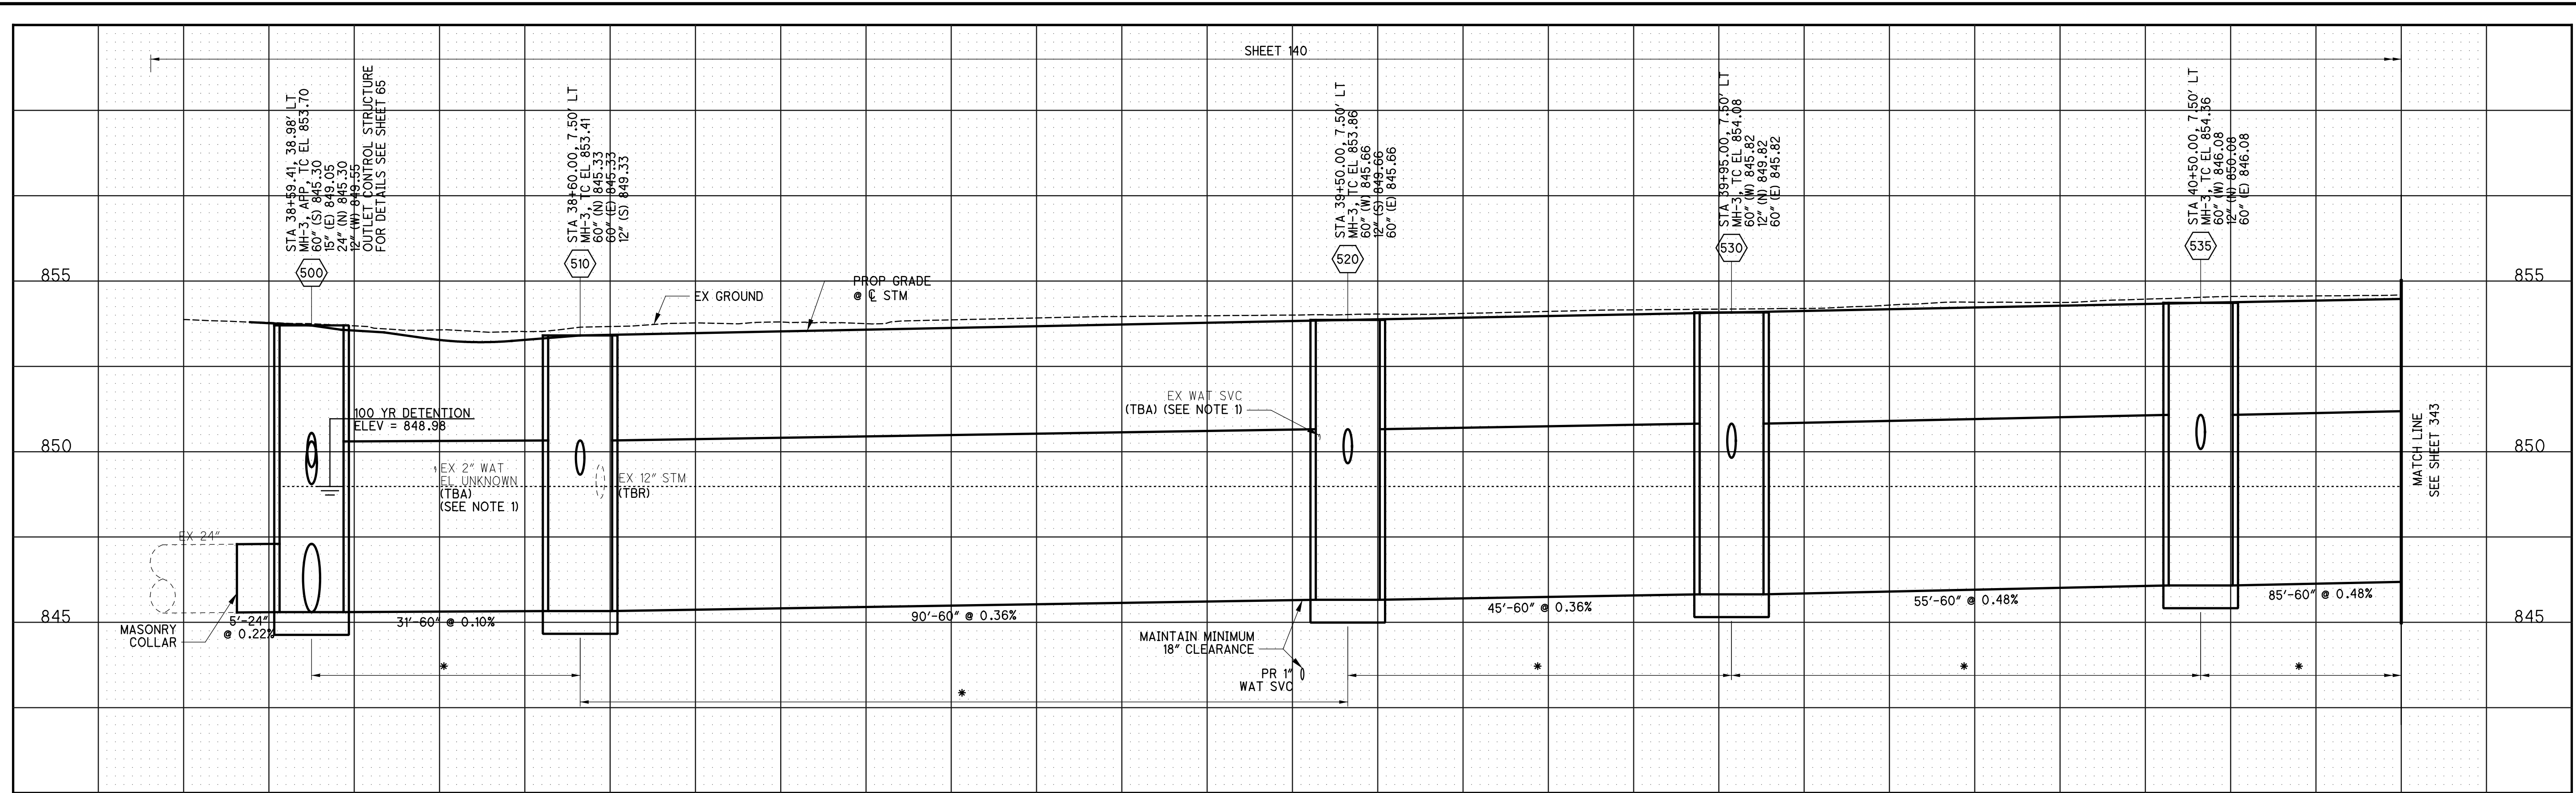 SHEET 140
STA 38+59.41, 38.98' LT
MH-3, APP, TC EL 853.70
60" (S) 845.30
15" (E) 849.05
24" (N) 845.30
12" (W) 849.55
OUTLET CONTROL STRUCTURE
FOR DETAILS SEE SHEET 65
500
STA 38+60.00, 7.50' LT
MH-3, TC EL 853.41
60" (N) 845.33
60" (E) 845.33
12" (S) 849.33
510
STA 39+50.00, 7.50' LT
MH-3, TC EL 853.86
60" (W) 845.66
12" (S) 849.66
60" (E) 845.66
520
STA 39+95.00, 7.50' LT
MH-3, TC EL 854.08
60" (W) 845.82
12" (N) 849.82
60" (E) 845.82
530
STA 40+50.00, 7.50' LT
MH-3, TC EL 854.36
60" (W) 846.08
12" (N) 850.08
60" (E) 846.08
535
855
855
EX GROUND
PROP GRADE
@ ℄ STM
EX WAT SVC
(TBA) (SEE NOTE 1)
100 YR DETENTION
ELEV = 848.98
850
850
EX 2" WAT
EL UNKNOWN
(TBA)
(SEE NOTE 1)
EX 12" STM
(TBR)
MATCH LINE
SEE SHEET 343
EX 24"
845
845
MASONRY
COLLAR
5'-24"
@ 0.22%
31'-60" @ 0.10%
90'-60" @ 0.36%
45'-60" @ 0.36%
55'-60" @ 0.48%
85'-60" @ 0.48%
MAINTAIN MINIMUM
18" CLEARANCE
PR 1"
WAT SVC
*
*
*
*
*